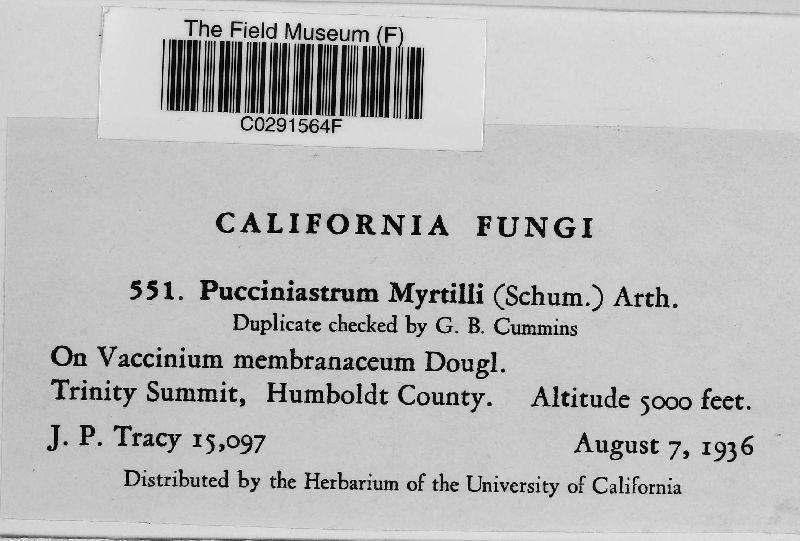 The Field Museum (F)
C0291564F
CALIFORNIA FUNGI
551. Pucciniastrum Myrtilli (Schum.) Arth.
Duplicate checked by G. B. Cummins
On Vaccinium membranaceum Dougl.
Trinity Summit, Humboldt County. Altitude 5000 feet.
J. P. Tracy 15,097 August 7, 1936
Distributed by the Herbarium of the University of California